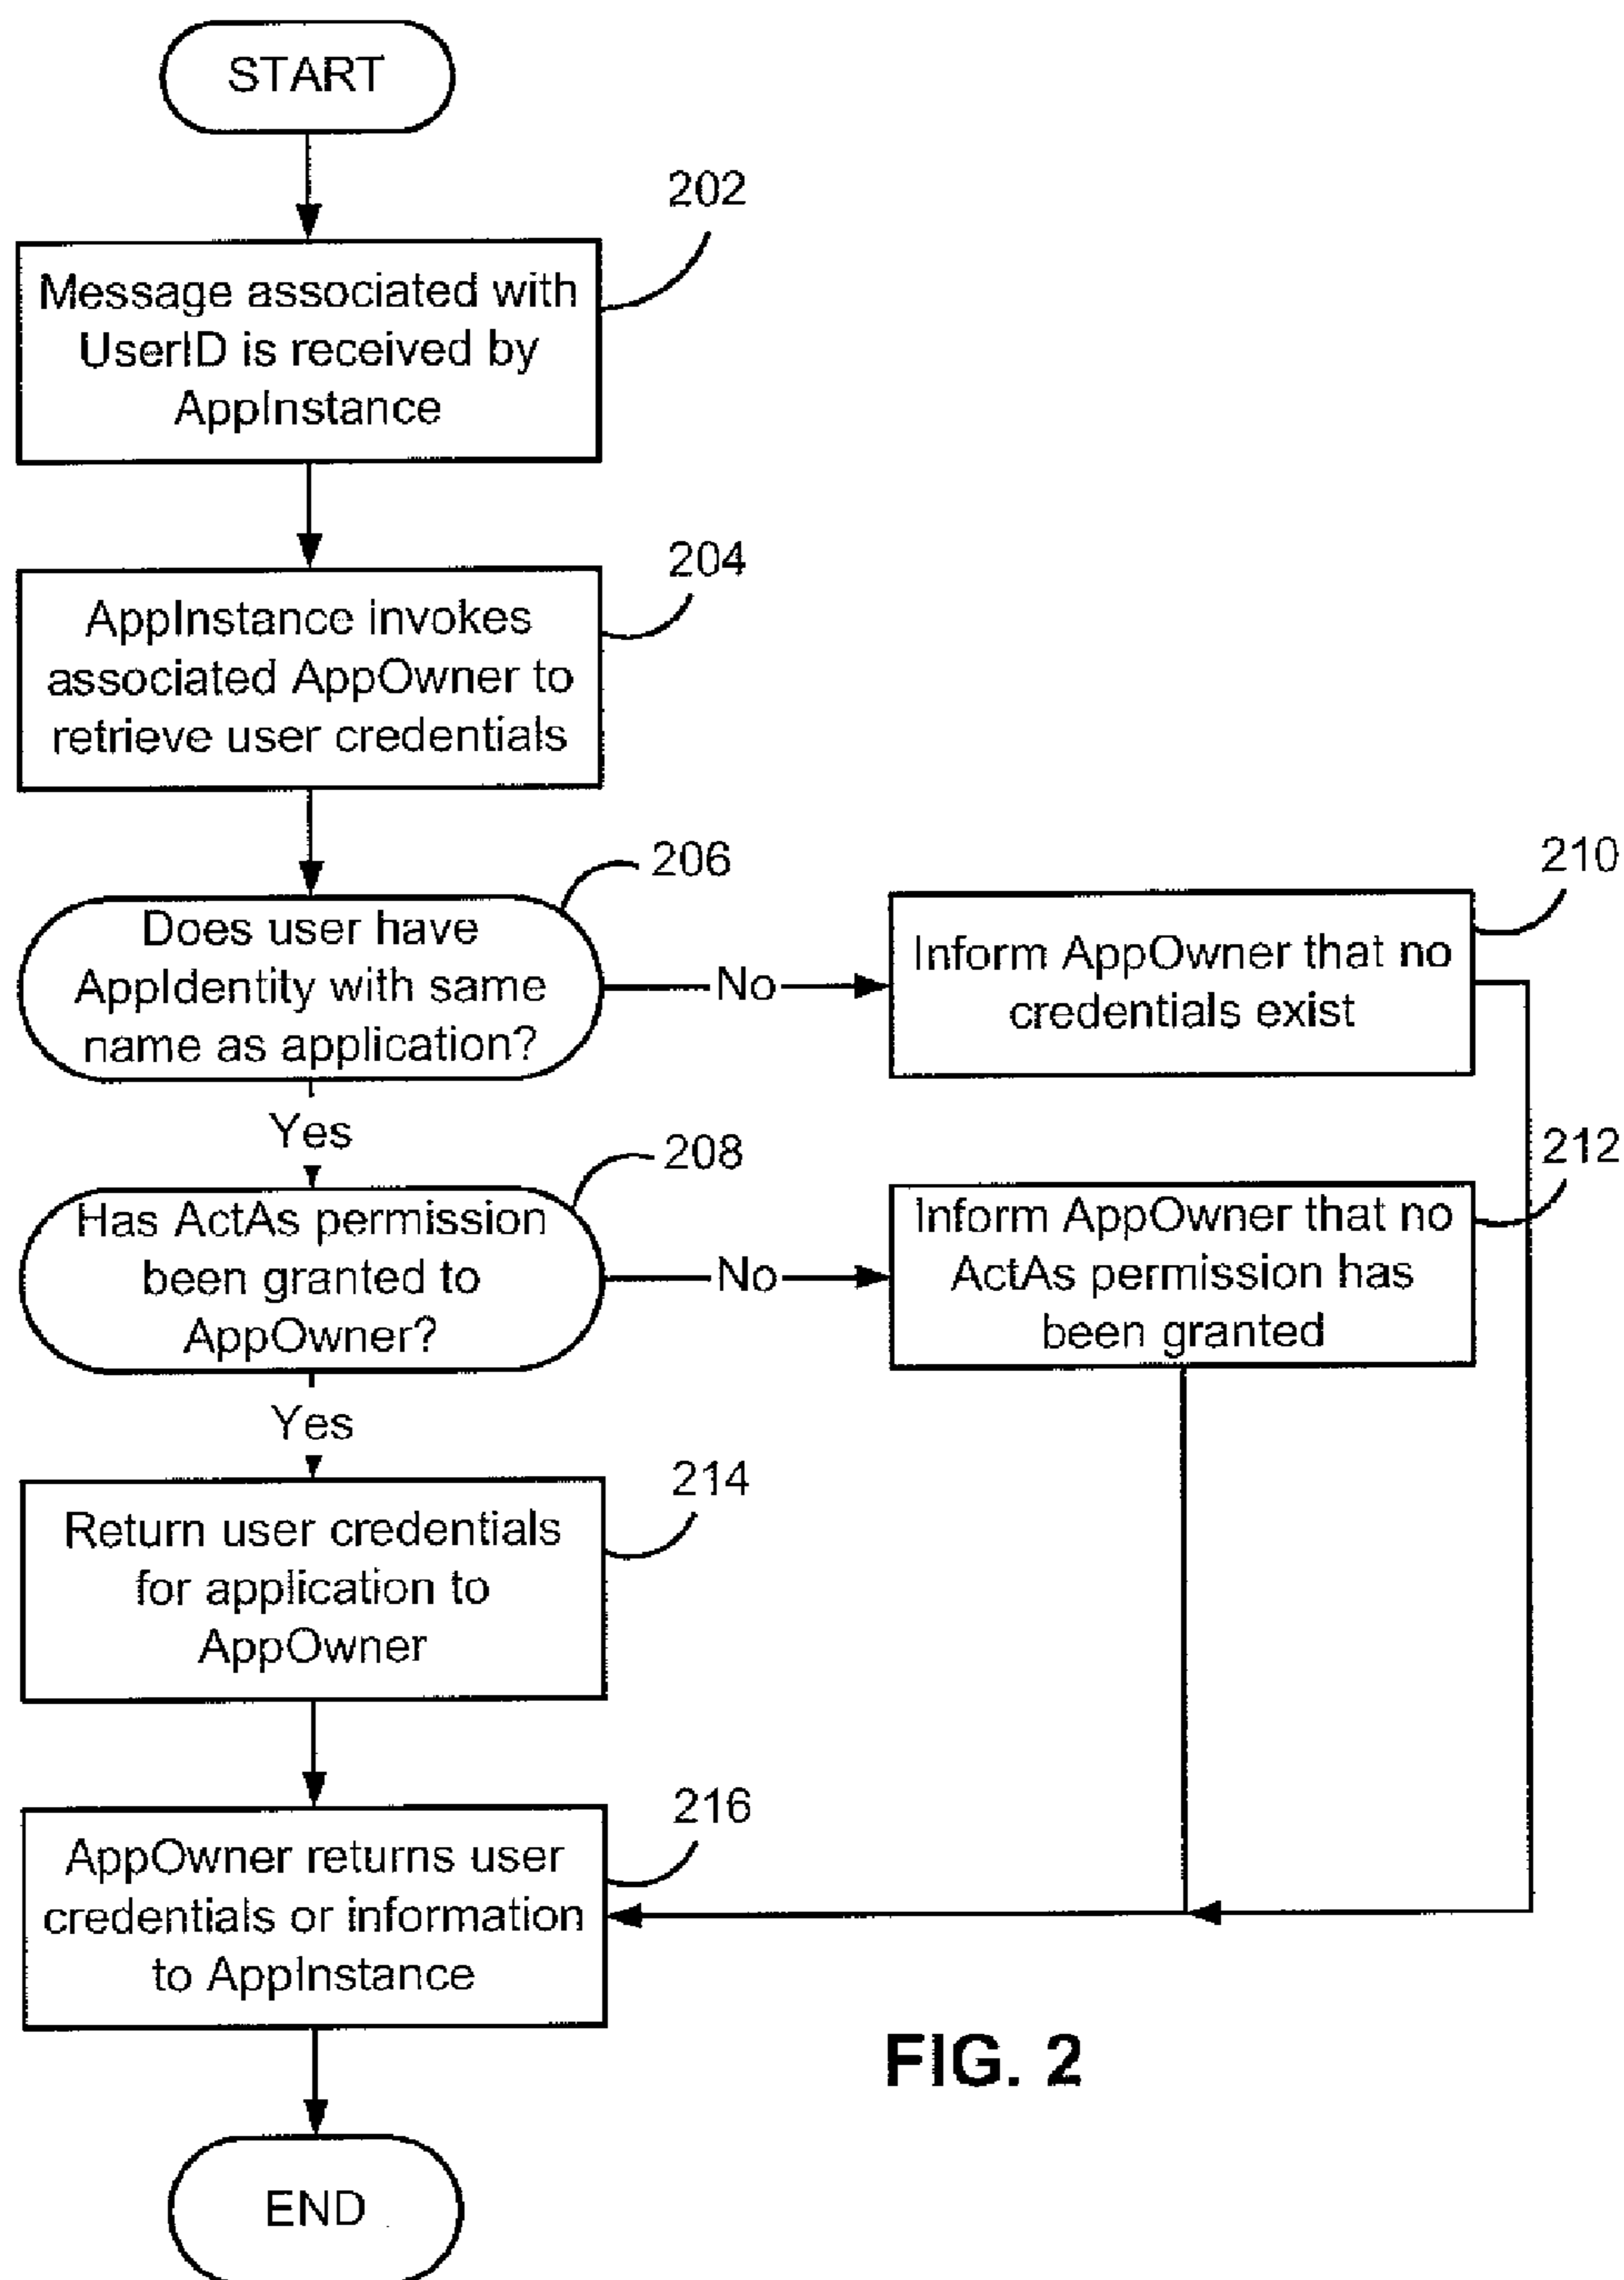 START
202
Message associated with
UserID is received by
AppInstance
204
AppInstance invokes
associated AppOwner to
retrieve user credentials
206
Does user have
AppIdentity with same
name as application?
No
210
Inform AppOwner that no
credentials exist
Yes
208
Has ActAs permission
been granted to
AppOwner?
No
212
Inform AppOwner that no
ActAs permission has
been granted
Yes
214
Return user credentials
for application to
AppOwner
216
AppOwner returns user
credentials or information
to AppInstance
FIG. 2
END